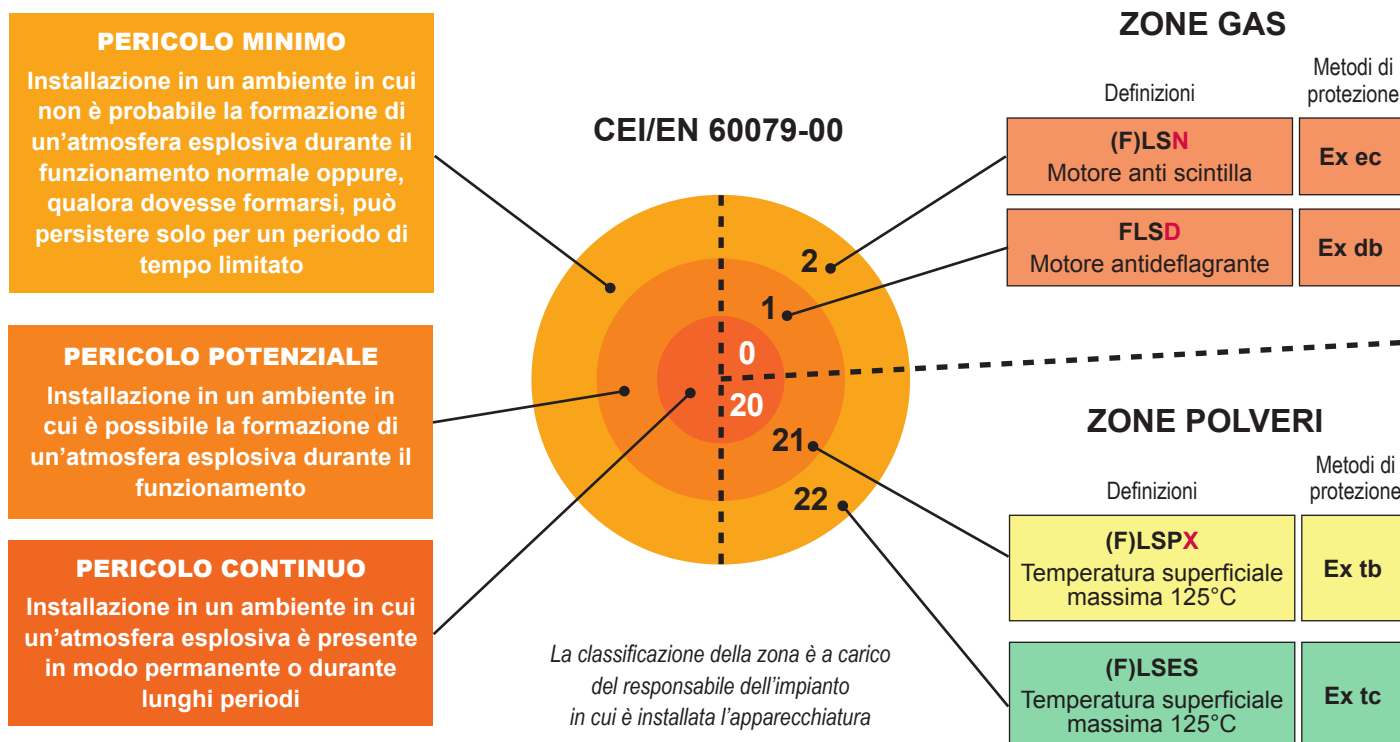 PERICOLO MINIMO
Installazione in un ambiente in cui
non è probabile la formazione di
un’atmosfera esplosiva durante il
funzionamento normale oppure,
qualora dovesse formarsi, può
persistere solo per un periodo di
tempo limitato
PERICOLO POTENZIALE
Installazione in un ambiente in
cui è possibile la formazione di
un’atmosfera esplosiva durante il
funzionamento
PERICOLO CONTINUO
Installazione in un ambiente in cui
un’atmosfera esplosiva è presente
in modo permanente o durante
lunghi periodi
CEI/EN 60079-00
2
1
0
20
21
22
La classificazione della zona è a carico
del responsabile dell’impianto
in cui è installata l’apparecchiatura
ZONE GAS
Definizioni
Metodi di
protezione
(F)LSN
Motore anti scintilla
Ex ec
FLSD
Motore antideflagrante
Ex db
ZONE POLVERI
Definizioni
Metodi di
protezione
(F)LSPX
Temperatura superficiale
massima 125°C
Ex tb
(F)LSES
Temperatura superficiale
massima 125°C
Ex tc